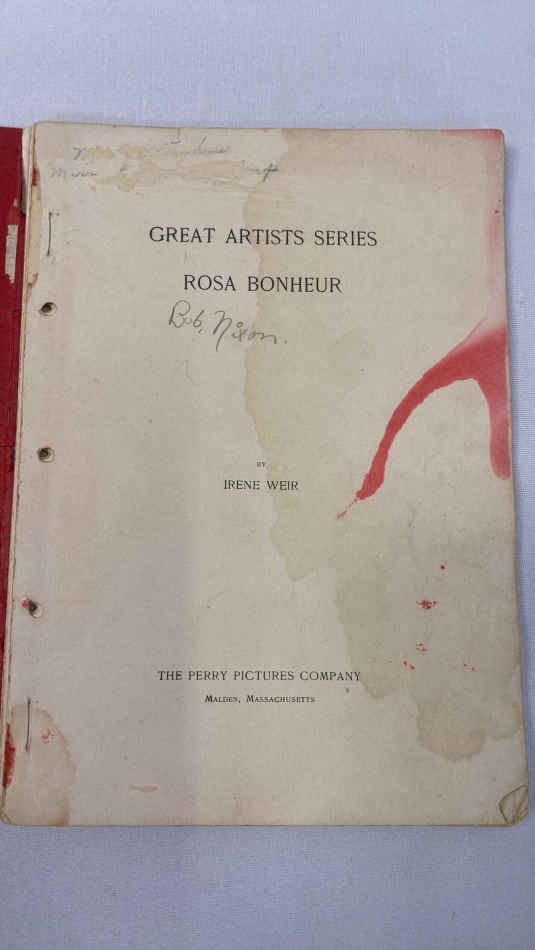 GREAT ARTISTS SERIES
ROSA BONHEUR
Bob, Nixon.
BY
IRENE WEIR
THE PERRY PICTURES COMPANY
MALDEN, MASSACHUSETTS